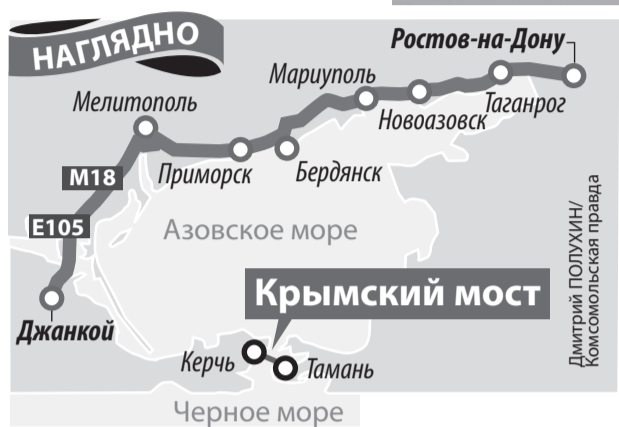 НАГЛЯДНО
Ростов-на-Дону
Мариуполь
Мелитополь
Новоазовск
Таганрог
М18
Приморск
Бердянск
Е105
Азовское море
Крымский мост
Джанкой
Керчь
Тамань
Черное море
Дмитрий ПОЛУХИН/
Комсомольская правда